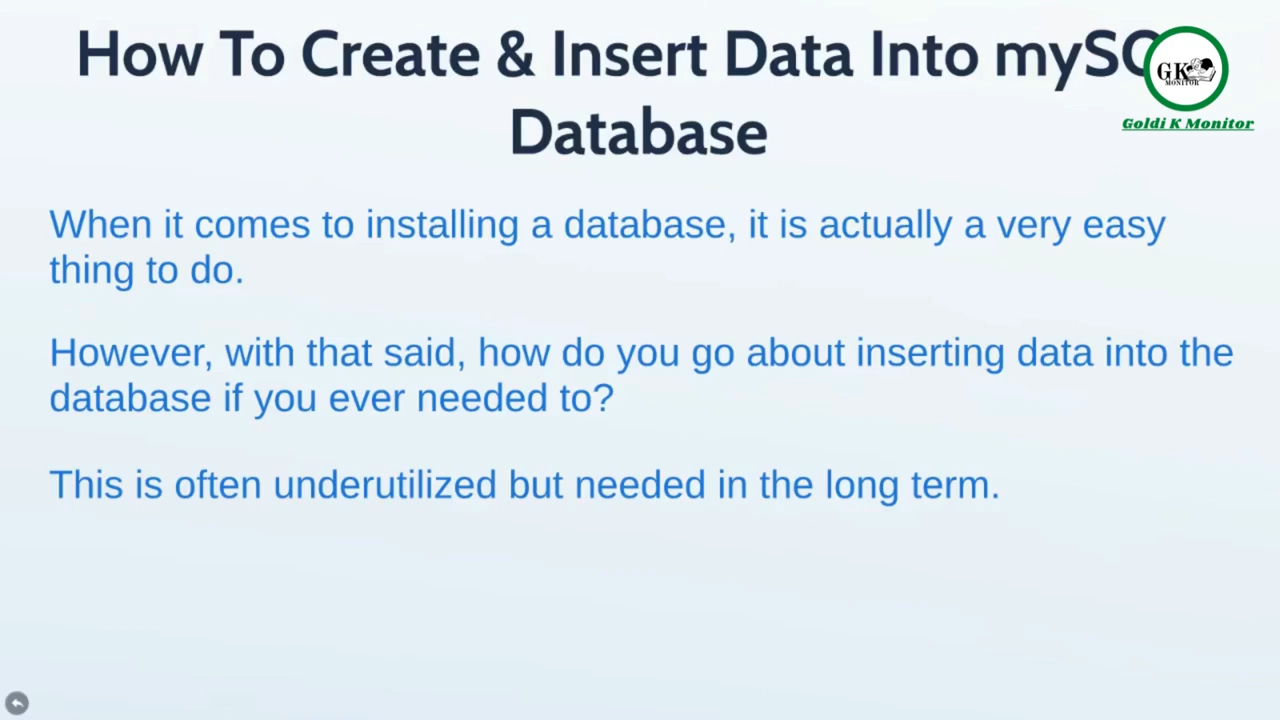 How To Create & Insert Data Into
Database
GK
MONITOR
Goldi K Monitor
When it comes to installing a database, it is actually a very easy
thing to do.
However, with that said, how do you go about inserting data into the
database if you ever needed to?
This is often underutilized but needed in the long term.